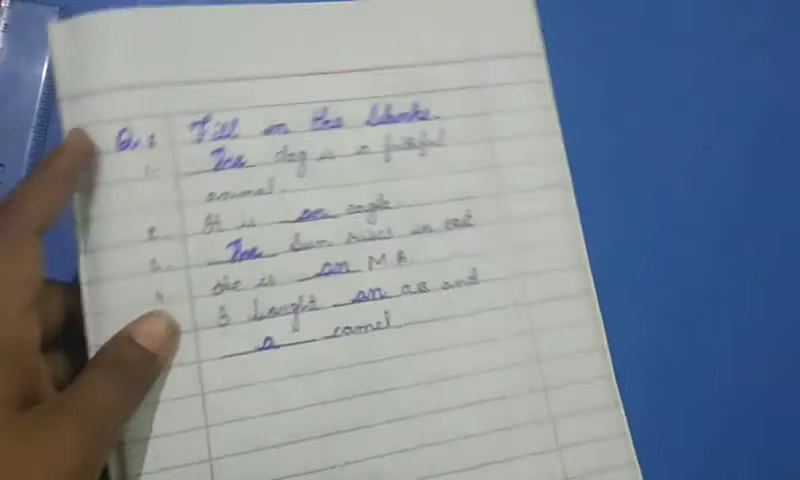 Q.1 Fill in the blanks
1. The dog is a faithful
animal.
2. It is an eagle
3. The Sun rises in east
4. She is an M A
I bought an ox and
a camel.